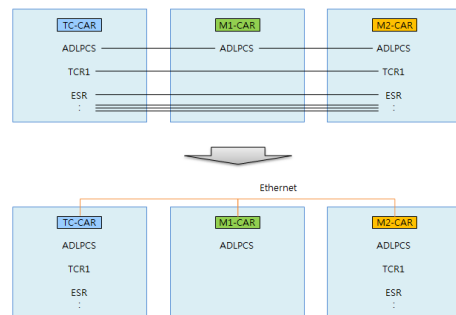 TC-CAR M1-CAR M2-CAR
ADLPCS ADLPCS ADLPCS
TCR1 TCR1
ESR ESR
: :
Ethernet
TC-CAR M1-CAR M2-CAR
ADLPCS ADLPCS ADLPCS
TCR1 TCR1
ESR ESR
: :